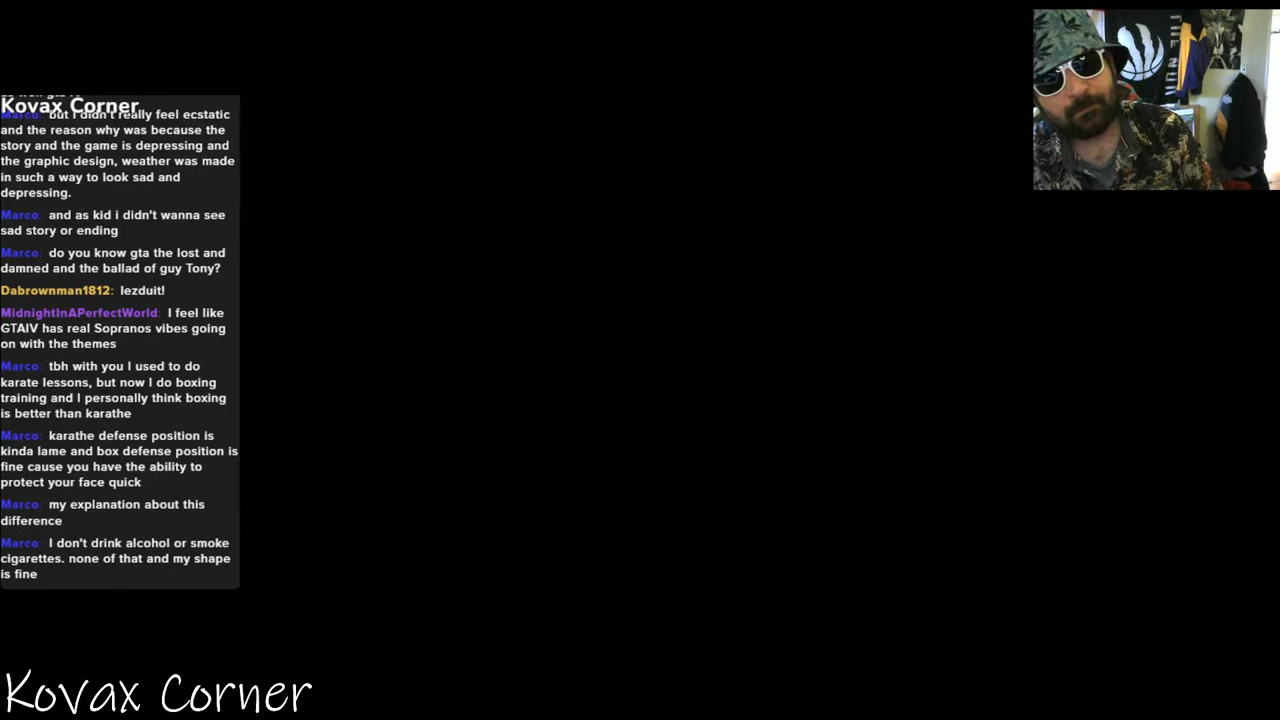 as well gta v.
Kovax Corner
Marco: but I didn't really feel ecstatic
and the reason why was because the
story and the game is depressing and
the graphic design, weather was made
in such a way to look sad and
depressing.
Marco: and as kid i didn't wanna see
sad story or ending
Marco: do you know gta the lost and
damned and the ballad of guy Tony?
Dabrownman1812: lezduit!
MidnightInAPerfectWorld: I feel like
GTAIV has real Sopranos vibes going
on with the themes
Marco: tbh with you I used to do
karate lessons, but now I do boxing
training and I personally think boxing
is better than karathe
Marco: karathe defense position is
kinda lame and box defense position is
fine cause you have the ability to
protect your face quick
Marco: my explanation about this
difference
Marco: I don't drink alcohol or smoke
cigarettes. none of that and my shape
is fine
Kovax Corner